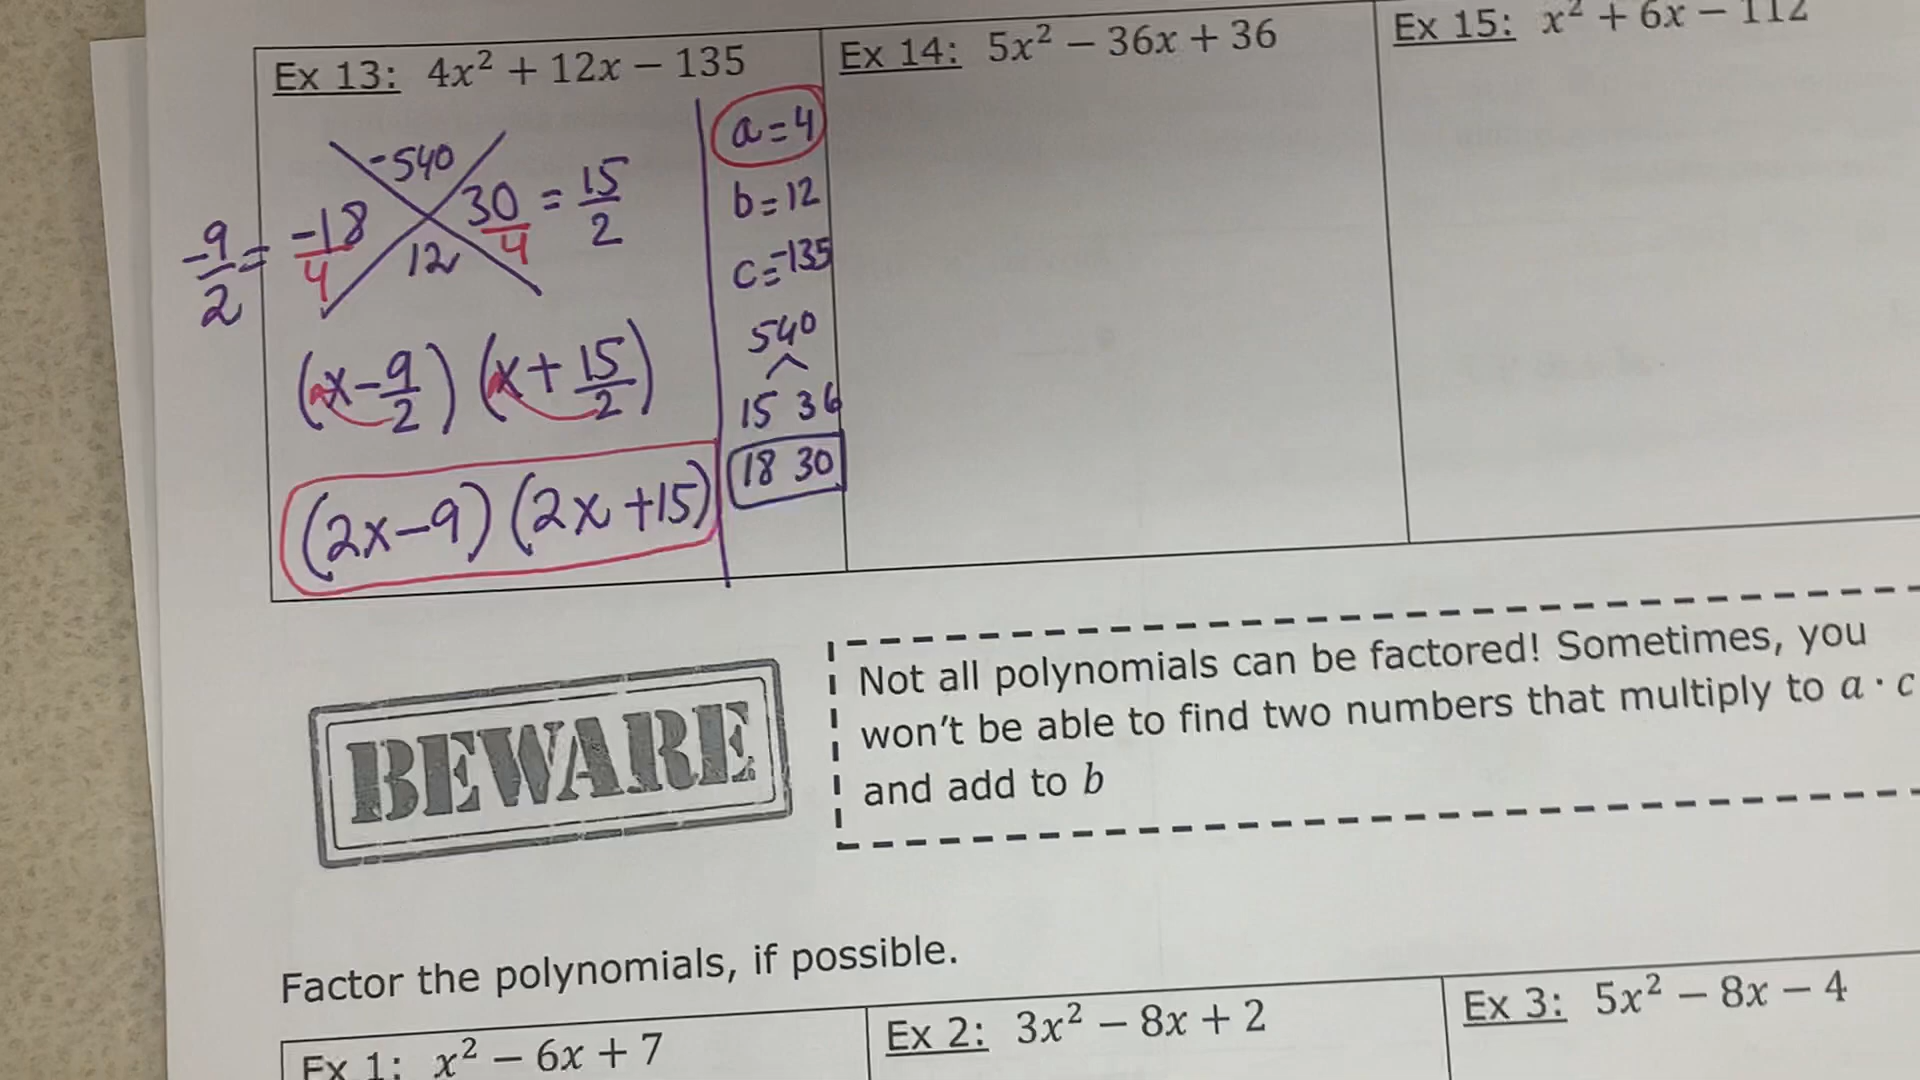 Ex 13: 4x² + 12x − 135
-540
-9/2 = -18/4
30/4 = 15/2
12
(x - 9/2) (x + 15/2)
(2x - 9) (2x + 15)
a = 4
b = 12
c = -135
540
15 36
18 30
Ex 14: 5x² − 36x + 36
Ex 15: x² + 6x − 112
BEWARE
Not all polynomials can be factored! Sometimes, you
won't be able to find two numbers that multiply to a · c
and add to b
Factor the polynomials, if possible.
Ex 1: x² − 6x + 7
Ex 2: 3x² − 8x + 2
Ex 3: 5x² − 8x − 4